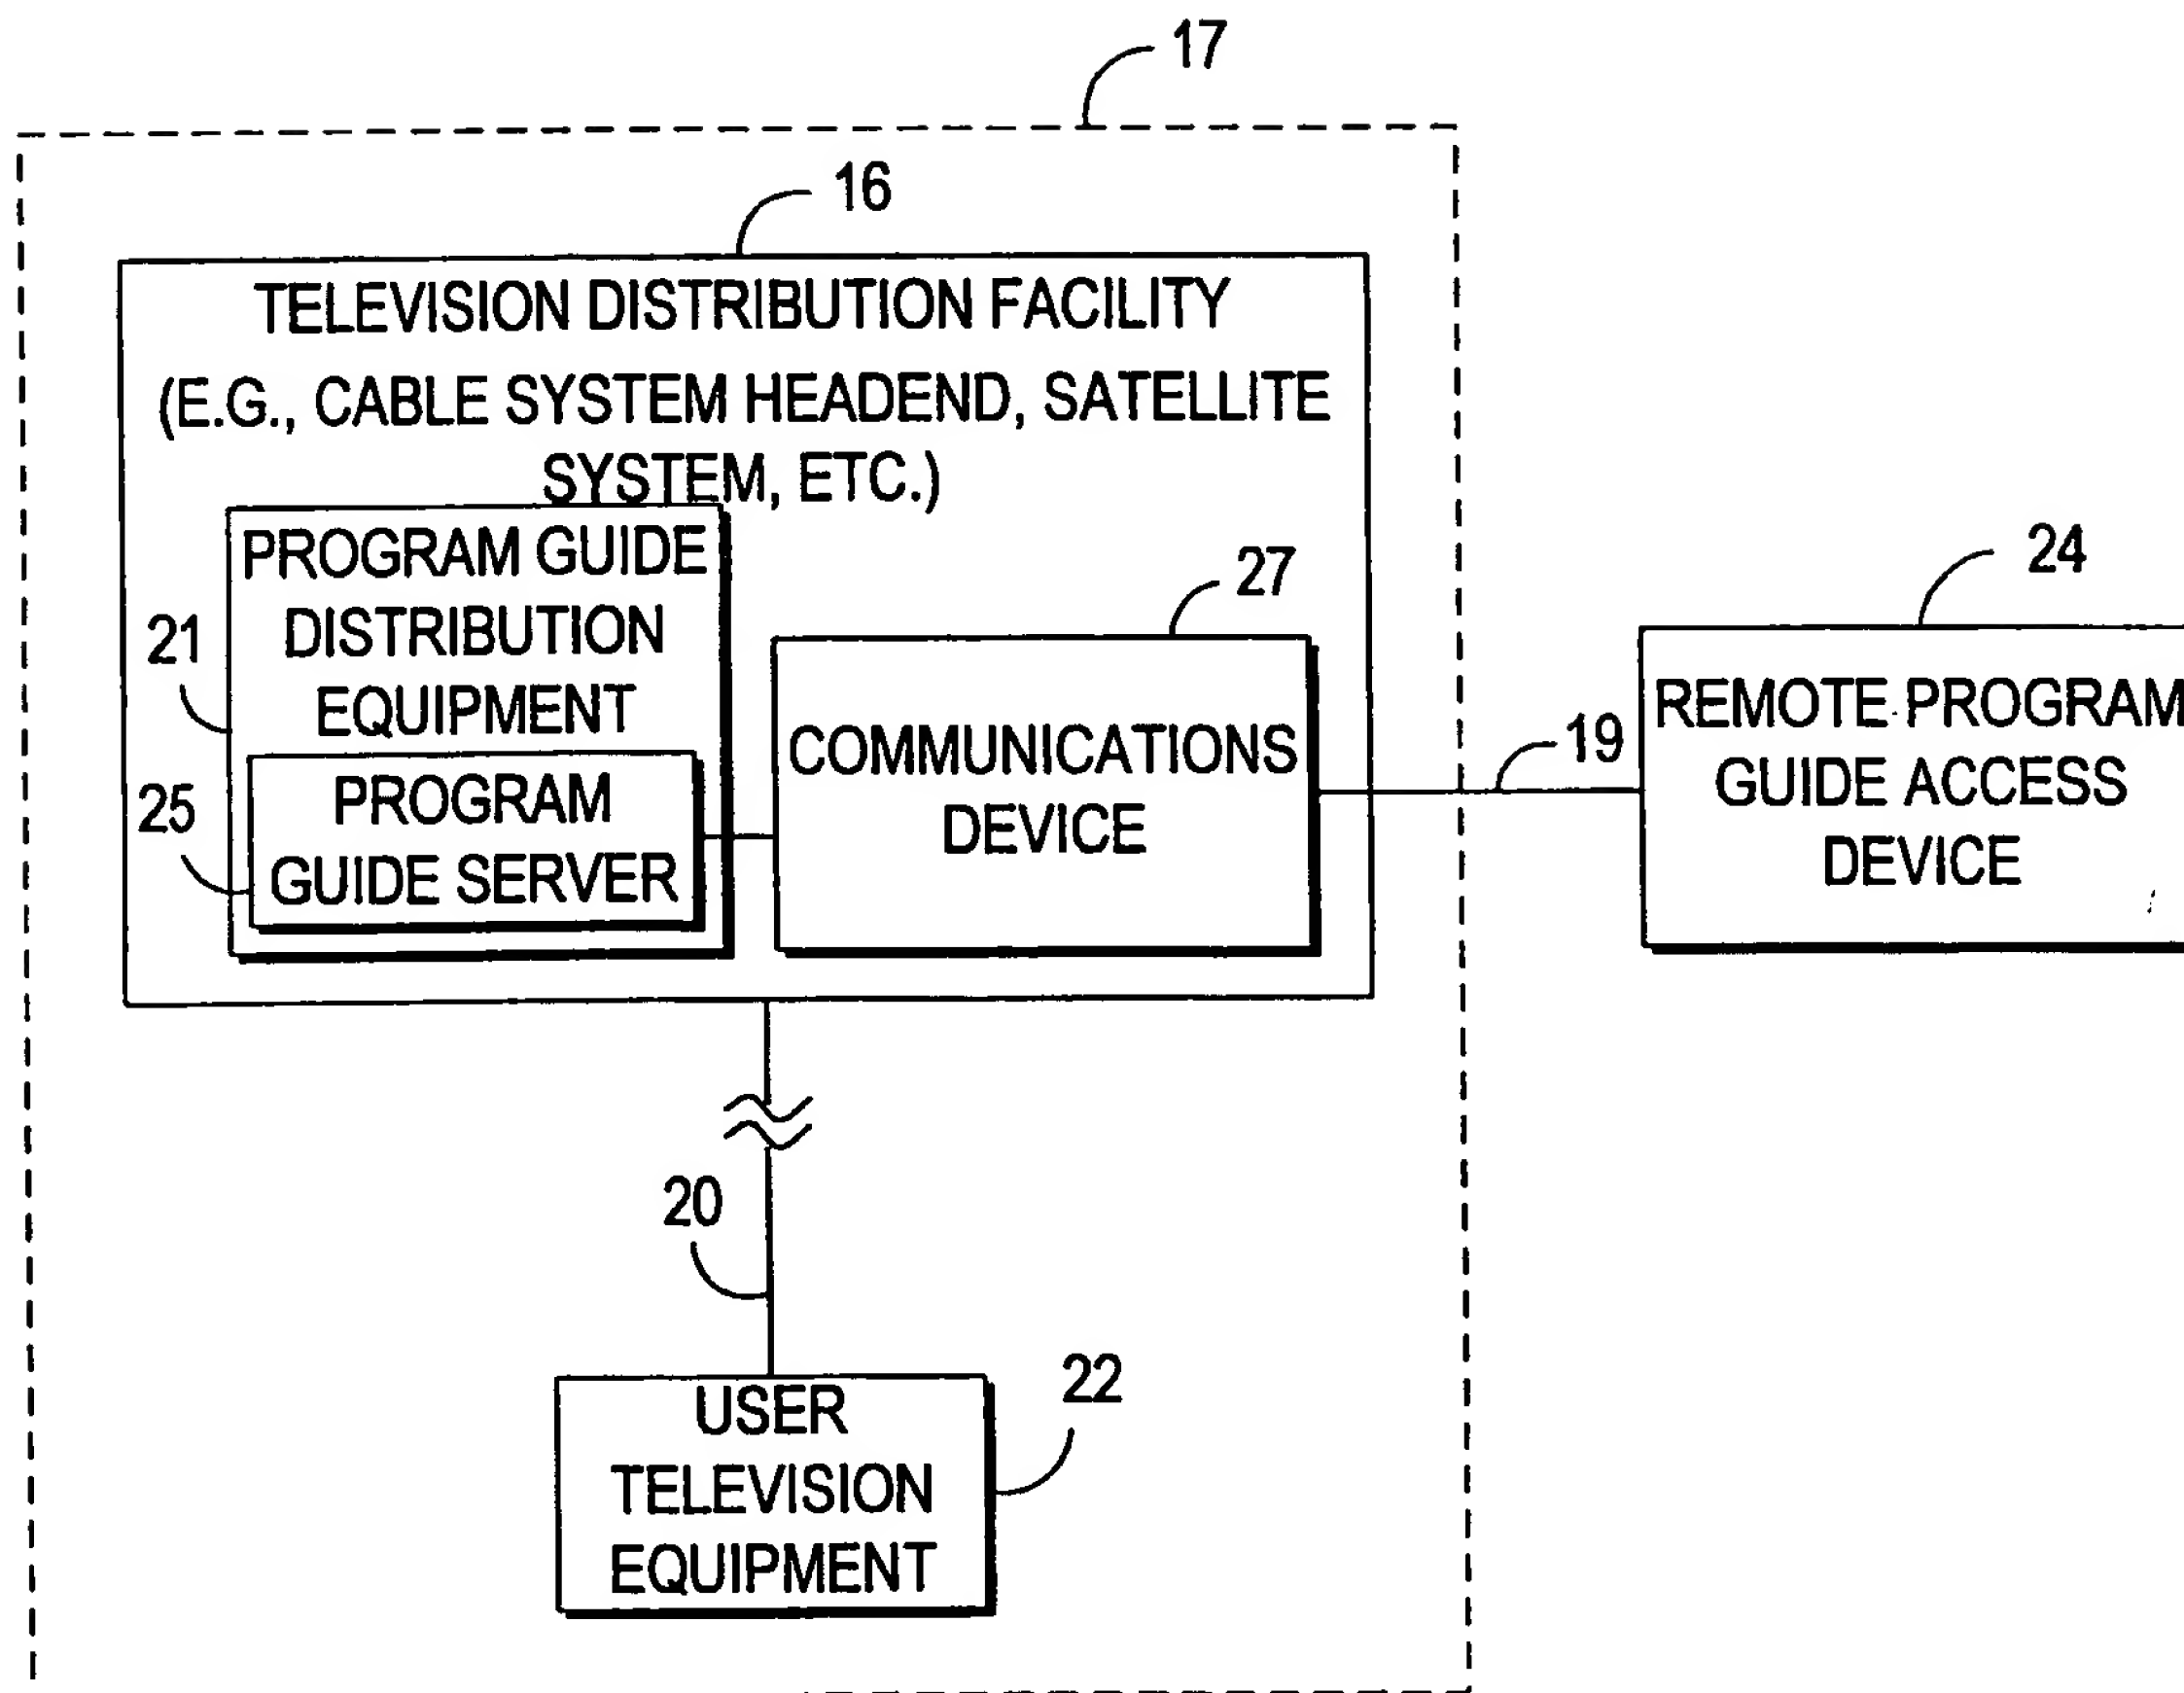 17
16
TELEVISION DISTRIBUTION FACILITY
(E.G., CABLE SYSTEM HEADEND, SATELLITE
SYSTEM, ETC.)
PROGRAM GUIDE
DISTRIBUTION
EQUIPMENT
21
PROGRAM
GUIDE SERVER
25
27
COMMUNICATIONS
DEVICE
19
24
REMOTE PROGRAM
GUIDE ACCESS
DEVICE
20
22
USER
TELEVISION
EQUIPMENT